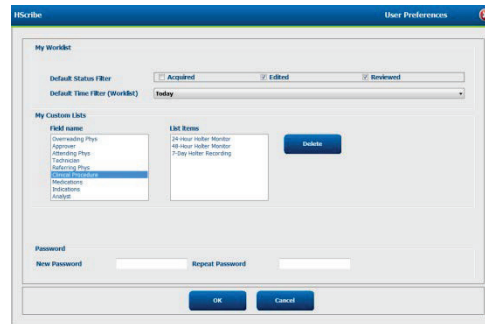 HScribe User Preferences
My Worklist
Default Status Filter Acquired Edited Reviewed
Default Time Filter (Worklist) Today
My Custom Lists
Field name List items
Overreading Phys
Approver
Attending Phys
Technician
Referring Phys
Clinical Procedure
Medications
Indications
Analyst
24-Hour Holter Monitor
48-Hour Holter Monitor
7-Day Holter Recording
Delete
Password
New Password Repeat Password
OK Cancel